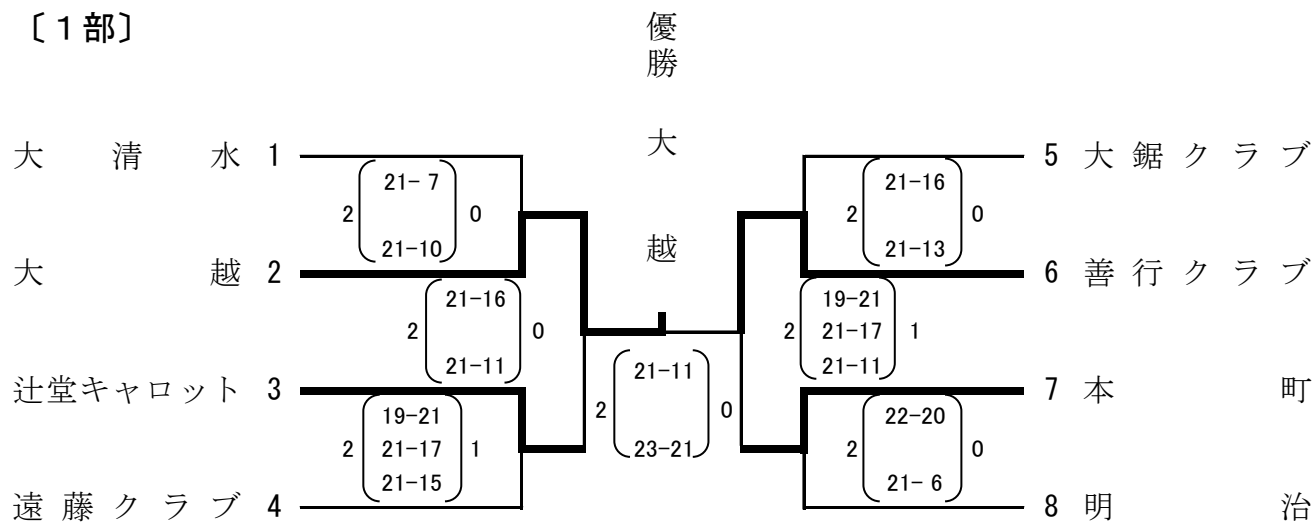 〔１部〕
優勝 大越
大清水 1
2 (21- 7 21-10) 0
大越 2
2 (21-16 21-11) 0
辻堂キャロット 3
2 (19-21 21-17 21-15) 1
遠藤クラブ 4
2 (21-11 23-21) 0
5 大鋸クラブ
2 (21-16 21-13) 0
6 善行クラブ
2 (19-21 21-17 21-11) 1
7 本町
2 (22-20 21- 6) 0
8 明治